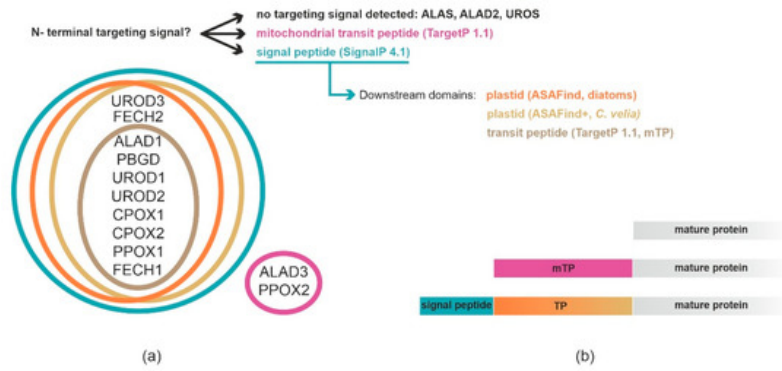 no targeting signal detected: ALAS, ALAD2, UROS
N- terminal targeting signal?
mitochondrial transit peptide (TargetP 1.1)
signal peptide (SignalP 4.1)
Downstream domains: plastid (ASAFind, diatoms)
plastid (ASAFind+, C. velia)
transit peptide (TargetP 1.1, mTP)
UROD3
FECH2
ALAD1
PBGD
UROD1
UROD2
CPOX1
CPOX2
PPOX1
FECH1
ALAD3
PPOX2
mature protein
mTP mature protein
signal peptide TP mature protein
(a) (b)